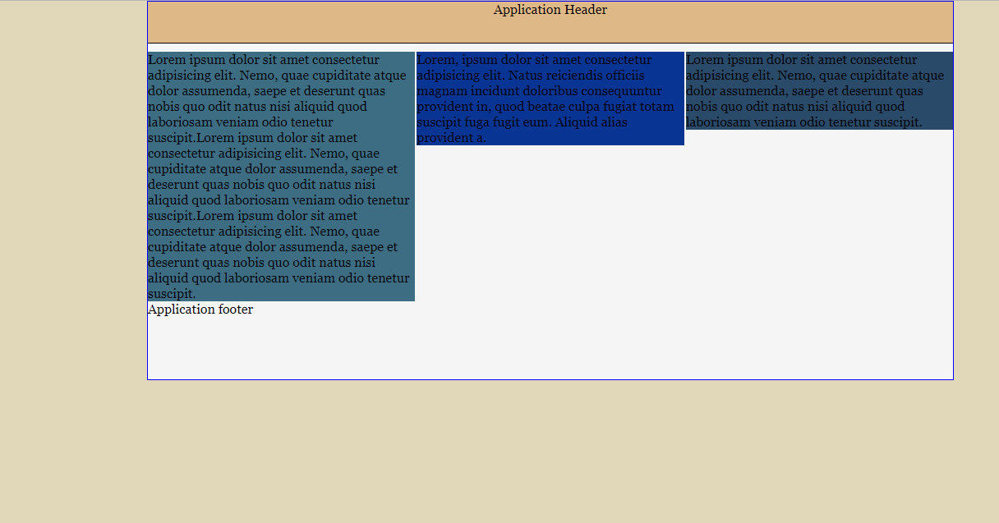 Application Header
Lorem ipsum dolor sit amet consectetur
adipisicing elit. Nemo, quae cupiditate atque
dolor assumenda, saepe et deserunt quas
nobis quo odit natus nisi aliquid quod
laboriosam veniam odio tenetur
suscipit.Lorem ipsum dolor sit amet
consectetur adipisicing elit. Nemo, quae
cupiditate atque dolor assumenda, saepe et
deserunt quas nobis quo odit natus nisi
aliquid quod laboriosam veniam odio tenetur
suscipit.Lorem ipsum dolor sit amet
consectetur adipisicing elit. Nemo, quae
cupiditate atque dolor assumenda, saepe et
deserunt quas nobis quo odit natus nisi
aliquid quod laboriosam veniam odio tenetur
suscipit.
Lorem, ipsum dolor sit amet consectetur
adipisicing elit. Natus reiciendis officiis
magnam incidunt doloribus consequuntur
provident in, quod beatae culpa fugiat totam
suscipit fuga fugit eum. Aliquid alias
provident a.
Lorem ipsum dolor sit amet consectetur
adipisicing elit. Nemo, quae cupiditate atque
dolor assumenda, saepe et deserunt quas
nobis quo odit natus nisi aliquid quod
laboriosam veniam odio tenetur suscipit.
Application footer